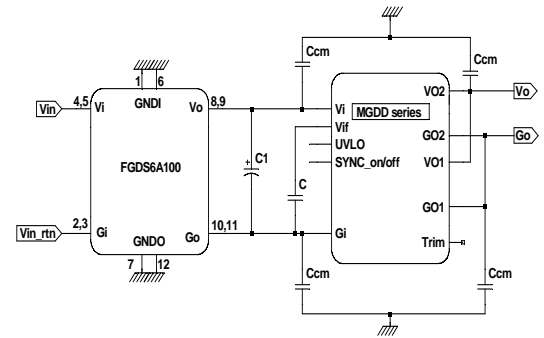 Ccm
Ccm
1 6
4,5
GNDI
8,9
VO2
Vo
Vin
Vi
Vo
Vi
MGDD series
Vif
GO2
Go
UVLO
FGDS6A100
+
C1
SYNC_on/off
VO1
C
GO1
2,3
10,11
Vin_rtn
Gi
Go
Gi
GNDO
Trim
7 12
Ccm
Ccm